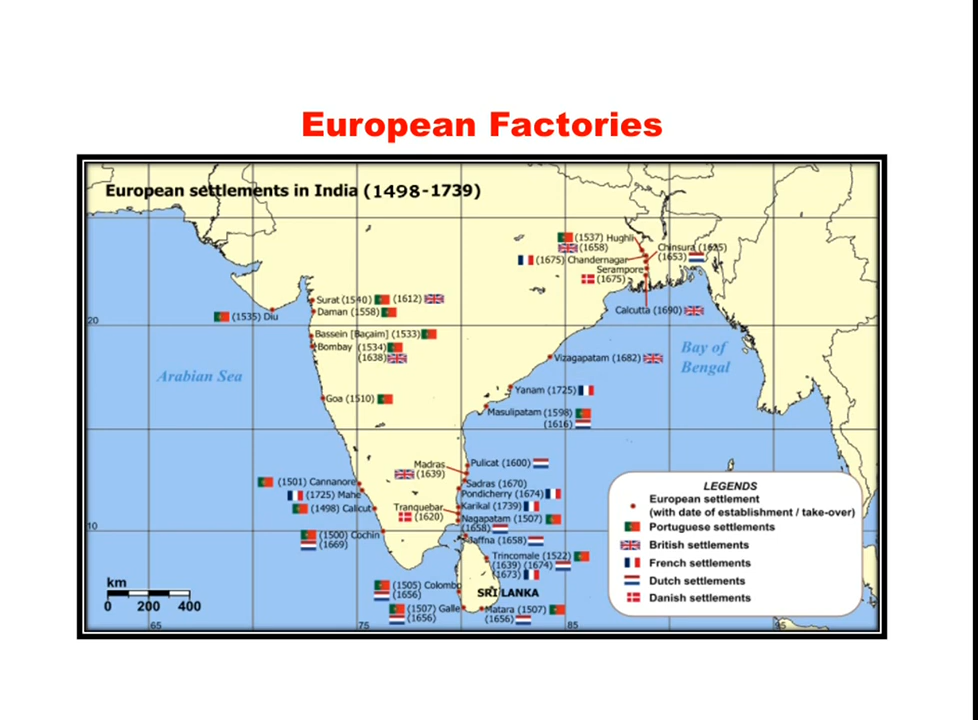 European Factories
European settlements in India (1498-1739)
(1537) Hughli
(1658)
Chinsura (1625)
(1653)
(1675) Chandernagar
Serampore
(1675)
Surat (1540) (1612)
Daman (1558)
(1535) Diu
Calcutta (1690)
20
Bassein [Baçaim] (1533)
Bombay (1534)
(1638)
Bay of
Bengal
Vizagapatam (1682)
Arabian Sea
Yanam (1725)
Goa (1510)
Masulipatam (1598)
(1616)
Madras
(1639)
Pulicat (1600)
(1501) Cannanore
Sadras (1670)
(1725) Mahe
Pondicherry (1674)
(1498) Calicut
Tranquebar
(1620)
Karikal (1739)
Nagapatam (1507)
(1658)
10
(1500) Cochin
(1669)
Jaffna (1658)
Trincomale (1522)
(1639) (1674)
(1673)
(1505) Colombo
(1656)
SRI LANKA
(1507) Galle
(1656)
Matara (1507)
(1656)
km
0 200 400
65 75 85 95
LEGENDS
European settlement
(with date of establishment / take-over)
Portuguese settlements
British settlements
French settlements
Dutch settlements
Danish settlements